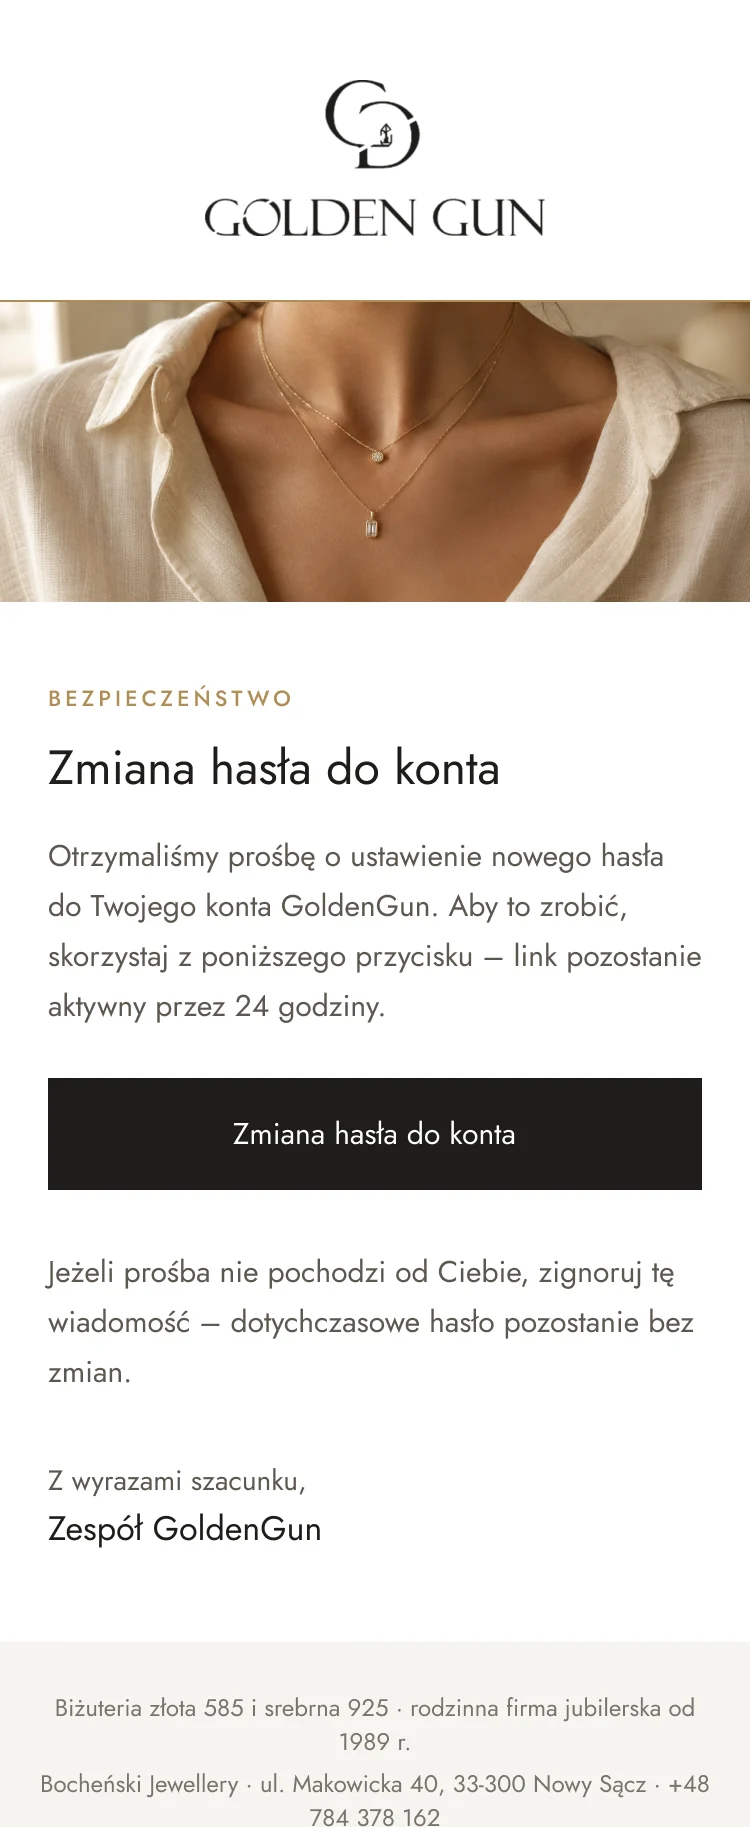 GOLDEN GUN
BEZPIECZEŃSTWO
Zmiana hasła do konta
Otrzymaliśmy prośbę o ustawienie nowego hasła
do Twojego konta GoldenGun. Aby to zrobić,
skorzystaj z poniższego przycisku – link pozostanie
aktywny przez 24 godziny.
Zmiana hasła do konta
Jeżeli prośba nie pochodzi od Ciebie, zignoruj tę
wiadomość – dotychczasowe hasło pozostanie bez
zmian.
Z wyrazami szacunku,
Zespół GoldenGun
Biżuteria złota 585 i srebrna 925 · rodzinna firma jubilerska od
1989 r.
Bocheński Jewellery · ul. Makowicka 40, 33-300 Nowy Sącz · +48
784 378 162